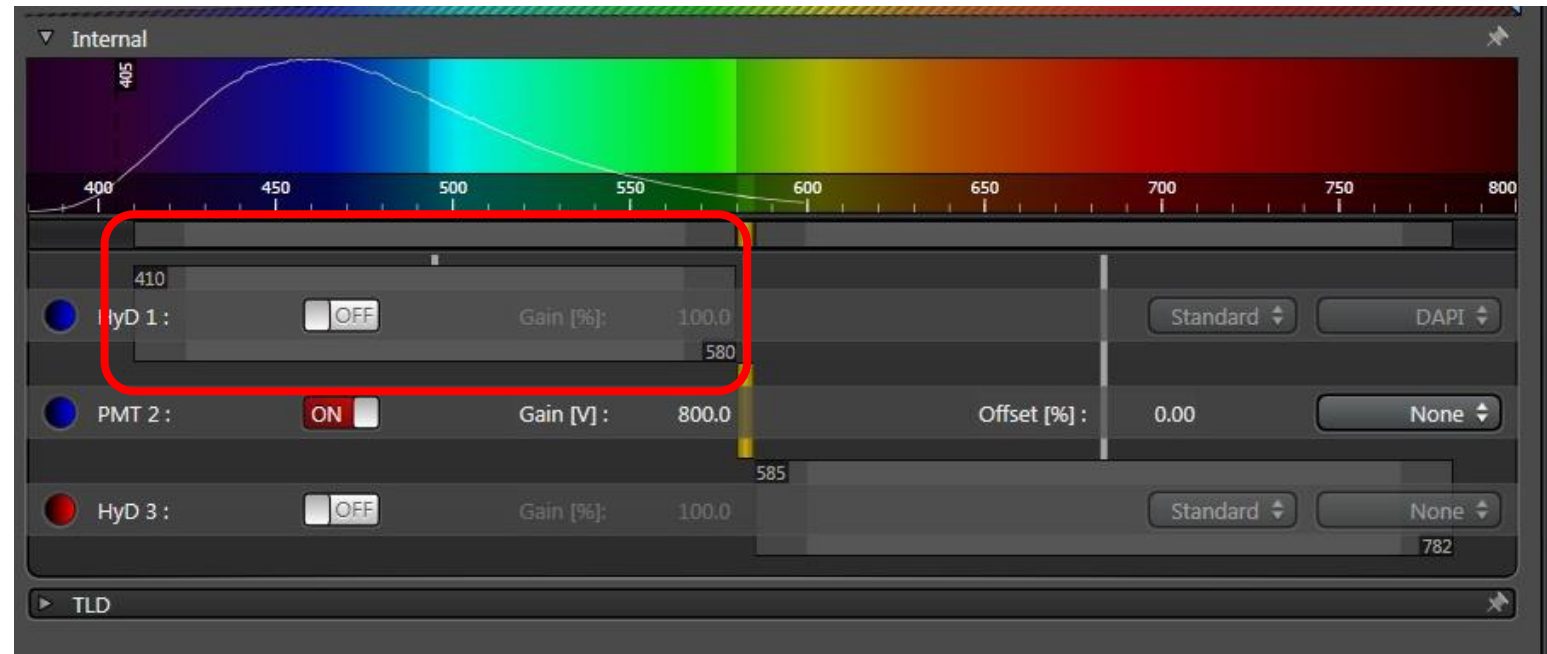 Internal
405
400 450 500 550 600 650 700 750 800
410
HyD 1 : OFF Gain [%]: 100.0 Standard DAPI
580
PMT 2 : ON Gain [V] : 800.0 Offset [%] : 0.00 None
585
HyD 3 : OFF Gain [%]: 100.0 Standard None
782
TLD